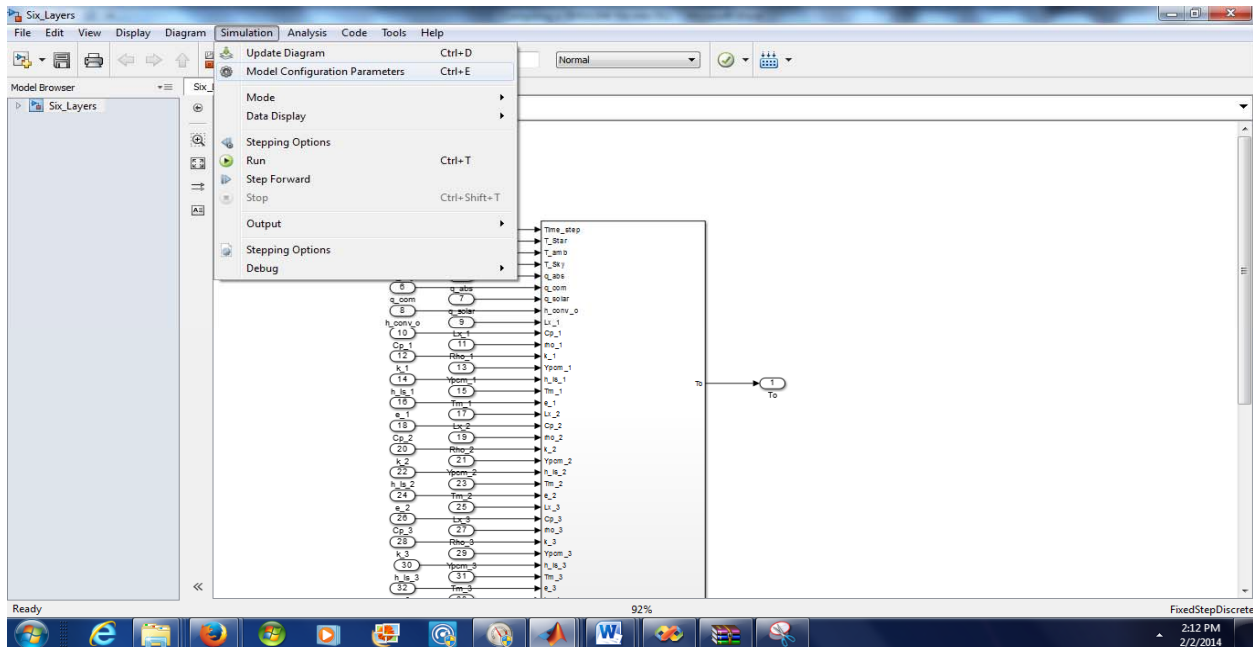 Six_Layers
File Edit View Display Diagram Simulation Analysis Code Tools Help
Normal
Model Browser
Six_Layers
Update Diagram Ctrl+D
Model Configuration Parameters Ctrl+E
Mode
Data Display
Stepping Options
Run Ctrl+T
Step Forward
Stop Ctrl+Shift+T
Output
Stepping Options
Debug
Time_step
T_Star
T_amb
T_Sky
q_abs
6 q_abs q_com
q_com 7 q_solar
8 q_solar h_conv_o
h_conv_o 9 Lx_1
10 Lx_1 Cp_1
Cp_1 11 rho_1
12 Rho_1 k_1
k_1 13 Ypcm_1
14 Ypcm_1 h_ls_1
h_ls_1 15 Tm_1
16 Tm_1 e_1
e_1 17 Lx_2
18 Lx_2 Cp_2
Cp_2 19 rho_2
20 Rho_2 k_2
k_2 21 Ypcm_2
22 Ypcm_2 h_ls_2
h_ls_2 23 Tm_2
24 Tm_2 e_2
e_2 25 Lx_3
26 Lx_3 Cp_3
Cp_3 27 rho_3
28 Rho_3 k_3
k_3 29 Ypcm_3
30 Ypcm_3 h_ls_3
h_ls_3 31 Tm_3
32 Tm_3 e_3
To 1
To
Ready 92% FixedStepDiscrete
2:12 PM
2/2/2014